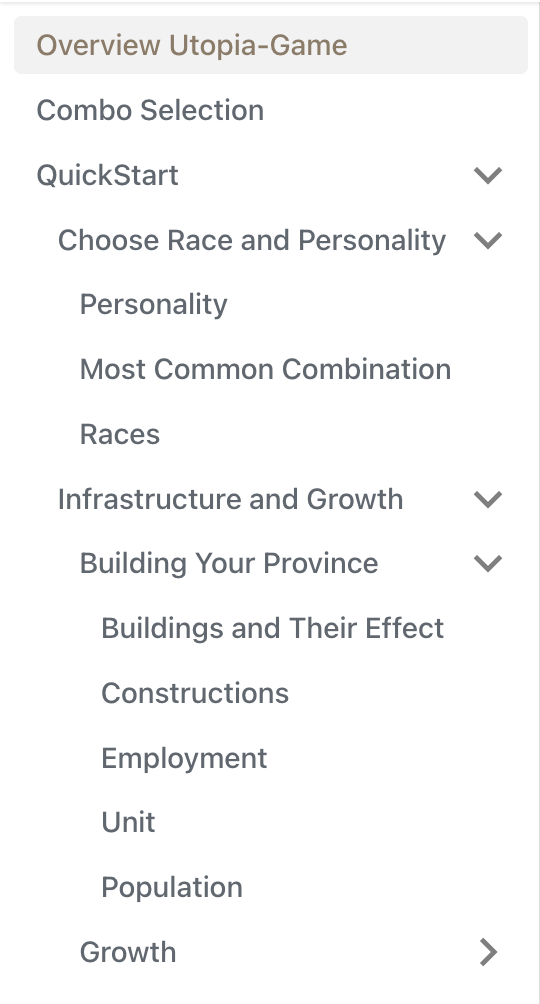 Overview Utopia-Game
Combo Selection
QuickStart
Choose Race and Personality
Personality
Most Common Combination
Races
Infrastructure and Growth
Building Your Province
Buildings and Their Effect
Constructions
Employment
Unit
Population
Growth